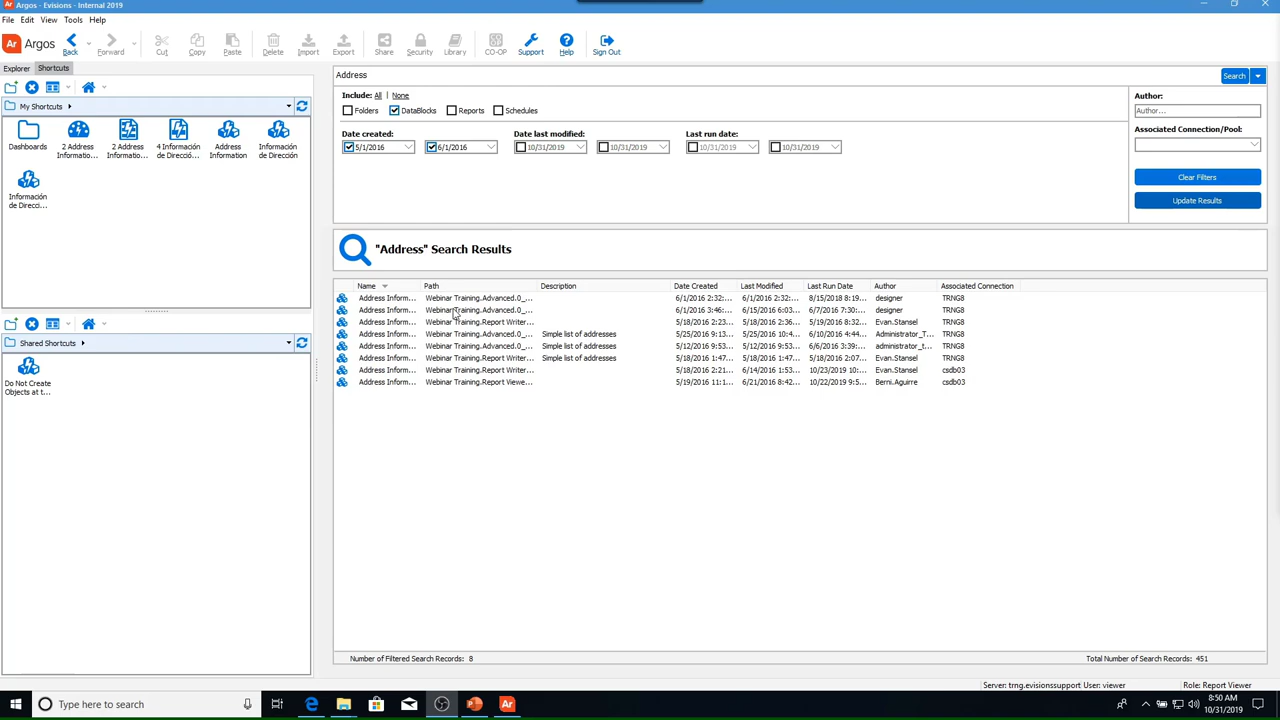 Argos - Evisions - Internal 2019
File Edit View Tools Help
Ar Argos Back Forward Cut Copy Paste Delete Import Export Share Security Library CO-OP Support Help Sign Out
Explorer Shortcuts
My Shortcuts
Dashboards
2 Address Informatio...
2 Address Informatio...
4 Información de Direcció...
Address Information
Información de Dirección
Información de Direcci...
Shared Shortcuts
Do Not Create Objects at t...
Address
Search
Include: All | None
Folders DataBlocks Reports Schedules
Date created: Date last modified: Last run date:
5/1/2016 6/1/2016 10/31/2019 10/31/2019 10/31/2019 10/31/2019
Author:
Author...
Associated Connection/Pool:
Clear Filters
Update Results
"Address" Search Results
Name Path Description Date Created Last Modified Last Run Date Author Associated Connection
Address Inform... Webinar Training.Advanced.0_... 6/1/2016 2:32:... 6/1/2016 2:32:... 8/15/2018 8:19... designer TRNG8
Address Inform... Webinar Training.Advanced.0_... 6/1/2016 3:46:... 6/15/2016 6:03... 6/7/2016 7:30:... designer TRNG8
Address Inform... Webinar Training.Report Writer... 5/18/2016 2:23... 5/18/2016 2:36... 5/19/2016 8:32... Evan.Stansel TRNG8
Address Inform... Webinar Training.Advanced.0_... Simple list of addresses 5/25/2016 9:13... 5/25/2016 10:4... 6/10/2016 4:44... Administrator_T... TRNG8
Address Inform... Webinar Training.Advanced.0_... Simple list of addresses 5/12/2016 9:53... 5/12/2016 9:53... 6/6/2016 3:39:... administrator_t... TRNG8
Address Inform... Webinar Training.Report Writer... Simple list of addresses 5/18/2016 1:47... 5/18/2016 1:47... 5/18/2016 2:07... Evan.Stansel TRNG8
Address Inform... Webinar Training.Report Writer... 5/18/2016 2:21... 6/14/2016 1:53... 10/23/2019 10:... Evan.Stansel csdb03
Address Inform... Webinar Training.Report Viewe... 5/19/2016 11:1... 6/21/2016 8:42... 10/22/2019 9:5... Berni.Aguirre csdb03
Number of Filtered Search Records: 8 Total Number of Search Records: 451
Server: trng.evisionssupport User: viewer Role: Report Viewer
Type here to search
8:50 AM
10/31/2019